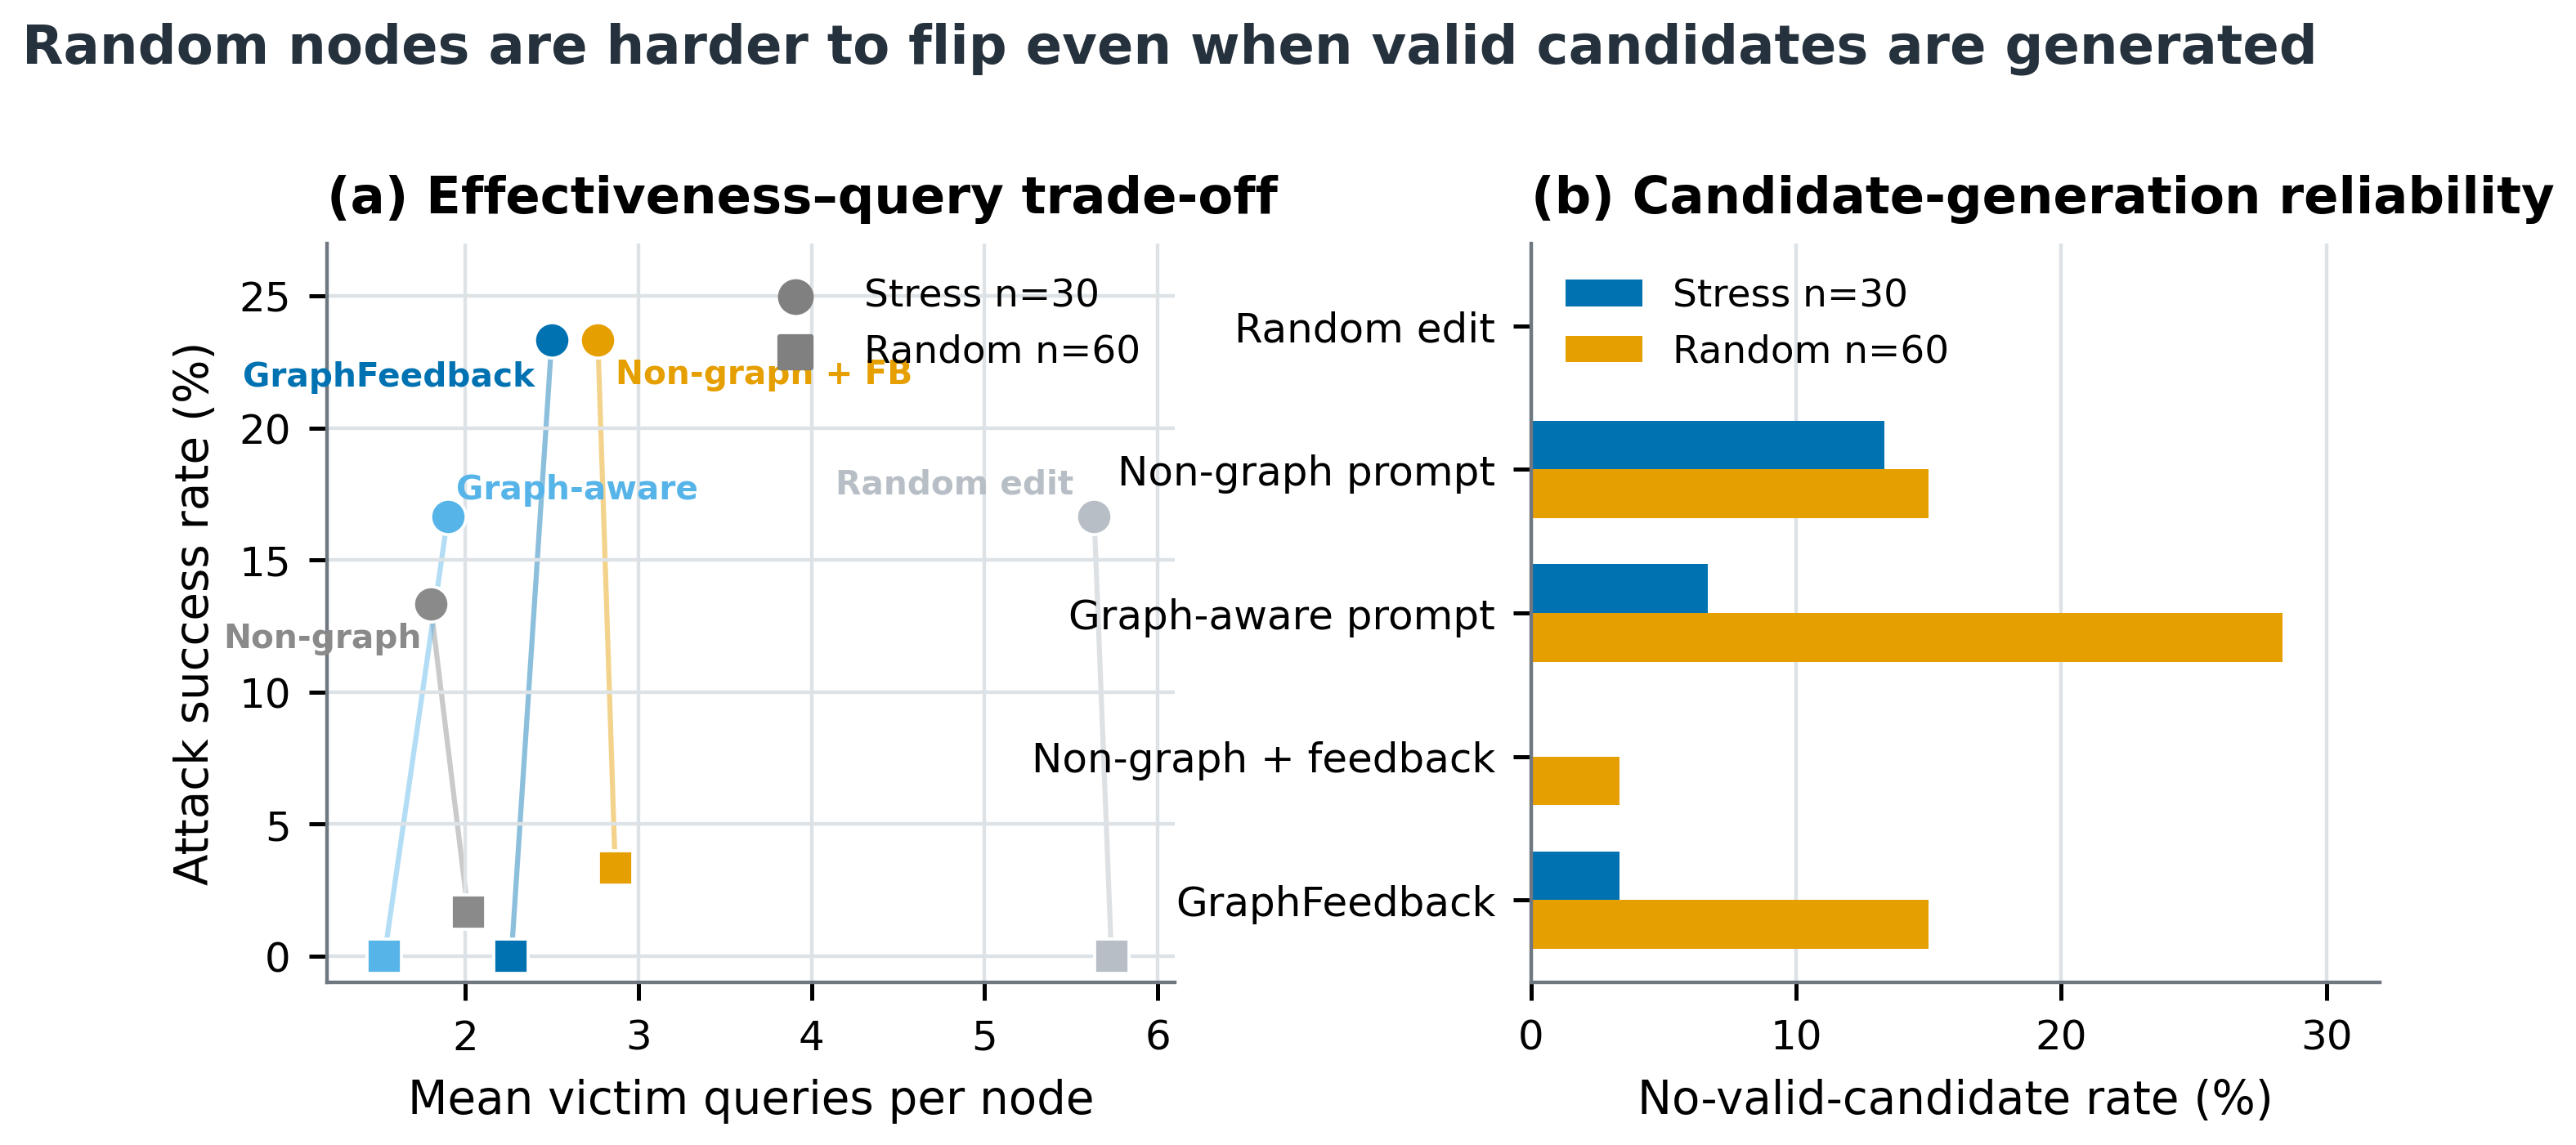 Random nodes are harder to flip even when valid candidates are generated
(a) Effectiveness–query trade-off
Attack success rate (%)
25
20
15
10
5
0
Stress n=30
Random n=60
GraphFeedback
Non-graph + FB
Graph-aware
Random edit
Non-graph
2
3
4
5
6
Mean victim queries per node
(b) Candidate-generation reliability
Stress n=30
Random n=60
Random edit
Non-graph prompt
Graph-aware prompt
Non-graph + feedback
GraphFeedback
0
10
20
30
No-valid-candidate rate (%)